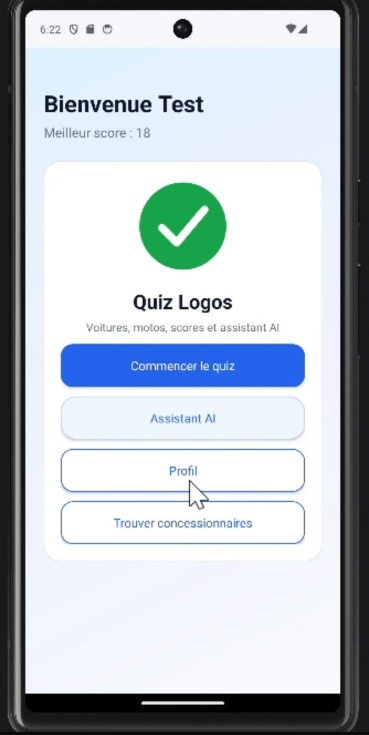 6:22
Bienvenue Test
Meilleur score : 18
Quiz Logos
Voitures, motos, scores et assistant AI
Commencer le quiz
Assistant AI
Profil
Trouver concessionnaires